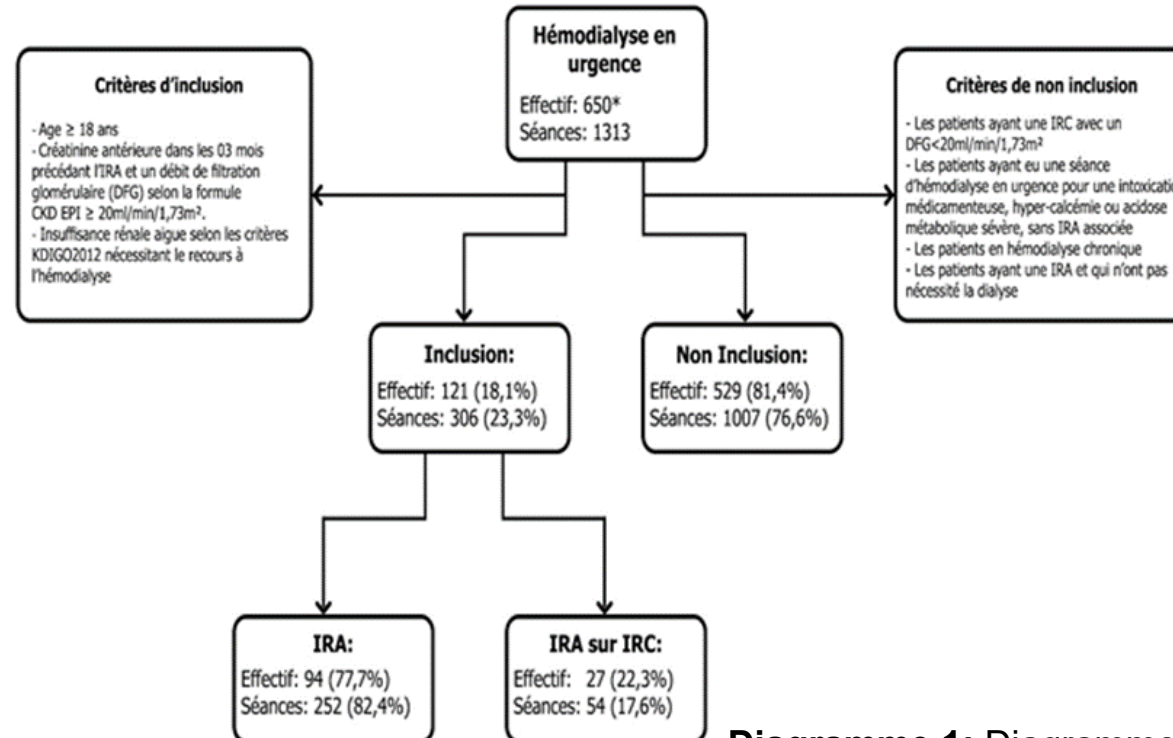 Hémodialyse en
urgence
Effectif: 650*
Séances: 1313
Critères d'inclusion
- Age ≥ 18 ans
- Créatinine antérieure dans les 03 mois
précédant l'IRA et un débit de filtration
glomérulaire (DFG) selon la formule
CKD EPI ≥ 20ml/min/1,73m².
- Insuffisance rénale aigue selon les critères
KDIGO2012 nécessitant le recours à
l'hémodialyse
Critères de non inclusion
- Les patients ayant une IRC avec un
DFG<20ml/min/1,73m²
- Les patients ayant eu une séance
d'hémodialyse en urgence pour une intoxicatio
médicamenteuse, hyper-calcémie ou acidose
métabolique sévère, sans IRA associée
- Les patients en hémodialyse chronique
- Les patients ayant une IRA et qui n'ont pas
nécessité la dialyse
Inclusion:
Effectif: 121 (18,1%)
Séances: 306 (23,3%)
Non Inclusion:
Effectif: 529 (81,4%)
Séances: 1007 (76,6%)
IRA:
Effectif: 94 (77,7%)
Séances: 252 (82,4%)
IRA sur IRC:
Effectif: 27 (22,3%)
Séances: 54 (17,6%)
Diagramme 1: Diagramme